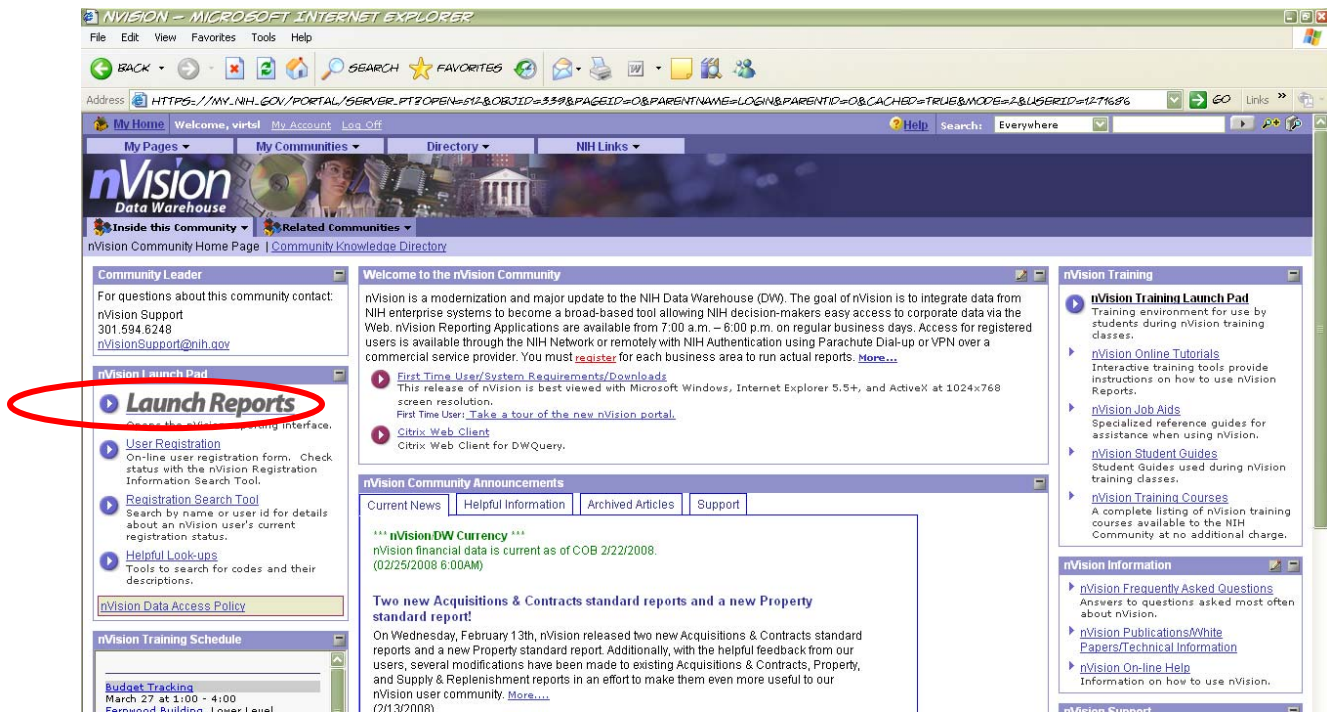 NVISION - MICROSOFT INTERNET EXPLORER
File Edit View Favorites Tools Help
BACK SEARCH FAVORITES
Address HTTPS://MY.NIH.GOV/PORTAL/SERVER.PT?OPEN=512&OBJID=339&PAGEID=0&PARENTNAME=LOGIN&PARENTID=0&CACHED=TRUE&MODE=2&USERID=1271686 GO Links »
My Home Welcome, virtsl My Account Log Off Help Search: Everywhere
My Pages My Communities Directory NIH Links
nVision
Data Warehouse
Inside this Community Related Communities
nVision Community Home Page | Community Knowledge Directory
Community Leader
For questions about this community contact:
nVision Support
301.594.6248
nVisionSupport@nih.gov
nVision Launch Pad
Launch Reports
Opens the nVision reporting interface.
User Registration
On-line user registration form. Check
status with the nVision Registration
Information Search Tool.
Registration Search Tool
Search by name or user id for details
about an nVision user's current
registration status.
Helpful Look-ups
Tools to search for codes and their
descriptions.
nVision Data Access Policy
nVision Training Schedule
Budget Tracking
March 27 at 1:00 - 4:00
Fernwood Building, Lower Level
Welcome to the nVision Community
nVision is a modernization and major update to the NIH Data Warehouse (DW). The goal of nVision is to integrate data from
NIH enterprise systems to become a broad-based tool allowing NIH decision-makers easy access to corporate data via the
Web. nVision Reporting Applications are available from 7:00 a.m. – 6:00 p.m. on regular business days. Access for registered
users is available through the NIH Network or remotely with NIH Authentication using Parachute Dial-up or VPN over a
commercial service provider. You must register for each business area to run actual reports. More...
First Time User/System Requirements/Downloads
This release of nVision is best viewed with Microsoft Windows, Internet Explorer 5.5+, and ActiveX at 1024x768
screen resolution.
First Time User: Take a tour of the new nVision portal.
Citrix Web Client
Citrix Web Client for DWQuery.
nVision Community Announcements
Current News Helpful Information Archived Articles Support
*** nVision/DW Currency ***
nVision financial data is current as of COB 2/22/2008.
(02/25/2008 6:00AM)
Two new Acquisitions & Contracts standard reports and a new Property
standard report!
On Wednesday, February 13th, nVision released two new Acquisitions & Contracts standard
reports and a new Property standard report. Additionally, with the helpful feedback from our
users, several modifications have been made to existing Acquisitions & Contracts, Property,
and Supply & Replenishment reports in an effort to make them even more useful to our
nVision user community. More....
(2/13/2008)
nVision Training
nVision Training Launch Pad
Training environment for use by
students during nVision training
classes.
nVision Online Tutorials
Interactive training tools provide
instructions on how to use nVision
Reports.
nVision Job Aids
Specialized reference guides for
assistance when using nVision.
nVision Student Guides
Student Guides used during nVision
training classes.
nVision Training Courses
A complete listing of nVision training
courses available to the NIH
Community at no additional charge.
nVision Information
nVision Frequently Asked Questions
Answers to questions asked most often
about nVision.
nVision Publications/White
Papers/Technical Information
nVision On-line Help
Information on how to use nVision.
nVision Support